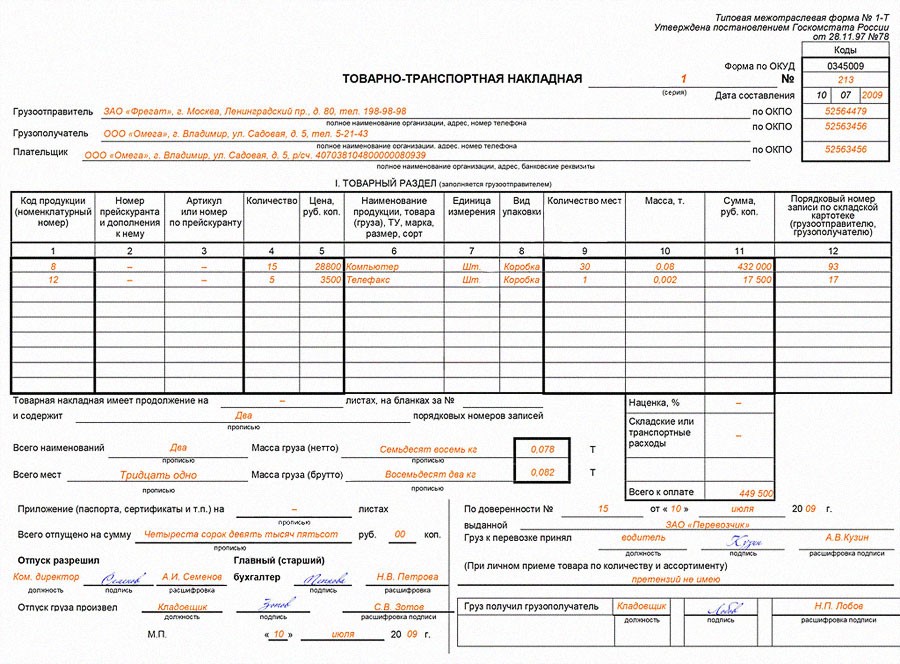 Типовая межотраслевая форма № 1-Т
Утверждена постановлением Госкомстата России
от 28.11.97 №78
Коды
Форма по ОКУД 0345009
ТОВАРНО-ТРАНСПОРТНАЯ НАКЛАДНАЯ 1 № 213
(серия)
Дата составления 10 07 2009
Грузоотправитель ЗАО «Фрегат», г. Москва, Ленинградский пр., д. 80, тел. 198-98-98 по ОКПО 52564479
полное наименование организации, адрес, номер телефона
Грузополучатель ООО «Омега», г. Владимир, ул. Садовая, д. 5, тел. 5-21-43 по ОКПО 52563456
полное наименование организации, адрес, номер телефона
Плательщик ООО «Омега», г. Владимир, ул. Садовая, д. 5, р/сч. 40703810480000080939 по ОКПО 52563456
полное наименование организации, адрес, банковские реквизиты
I. ТОВАРНЫЙ РАЗДЕЛ (заполняется грузоотправителем)
Код продукции (номенклатурный номер) Номер прейскуранта и дополнения к нему Артикул или номер по прейскуранту Количество Цена, руб. коп. Наименование продукции, товара (груза), ТУ, марка, размер, сорт Единица измерения Вид упаковки Количество мест Масса, т. Сумма, руб. коп. Порядковый номер записи по складской картотеке (грузоотправителю, грузополучателю)
1 2 3 4 5 6 7 8 9 10 11 12
8 – – 15 28800 Компьютер Шт. Коробка 30 0,08 432 000 93
12 – – 5 3500 Телефакс Шт. Коробка 1 0,002 17 500 17
Товарная накладная имеет продолжение на – листах, на бланках за №
Наценка, % –
и содержит Два порядковых номеров записей
прописью
Складские или транспортные расходы –
Всего наименований Два Масса груза (нетто) Семьдесят восемь кг 0,078 Т
прописью прописью
Всего мест Тридцать одно Масса груза (брутто) Восемьдесят два кг 0,082 Т
прописью прописью
Всего к оплате 449 500
Приложение (паспорта, сертификаты и т.п.) на – листах
прописью
Всего отпущено на сумму Четыреста сорок девять тысяч пятьсот руб. 00 коп.
прописью
Отпуск разрешил Главный (старший)
Ком. директор А.И. Семенов бухгалтер Н.В. Петрова
должность подпись расшифровка подпись расшифровка
Отпуск груза произвел Кладовщик Зотов С.В. Зотов
должность подпись расшифровка подписи
М.П. « 10 » июля 20 09 г.
По доверенности № 15 от « 10 » июля 20 09 г.
выданной ЗАО «Перевозчик»
Груз к перевозке принял водитель Кузин А.В.Кузин
должность подпись расшифровка подписи
(При личном приеме товара по количеству и ассортименту)
претензий не имею
Груз получил грузополучатель Кладовщик Лобов Н.П. Лобов
должность подпись расшифровка подписи